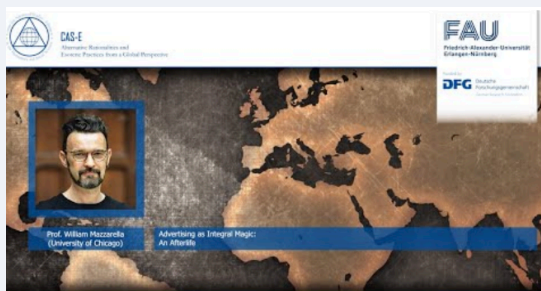 CAS-E
Alternative Rationalities and
Esoteric Practices from a Global Perspective
FAU
Friedrich-Alexander-Universität
Erlangen-Nürnberg
DFG Deutsche
Forschungsgemeinschaft
Prof. William Mazzarella
(University of Chicago)
Advertising as Integral Magic:
An Afterlife